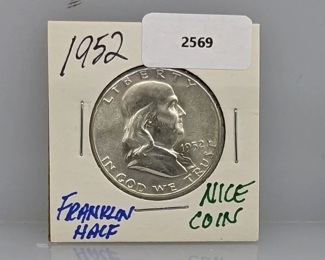 1952
2569
LIBERTY
1952
IN GOD WE TRUST
FRANKLIN
HALF
NICE
COIN